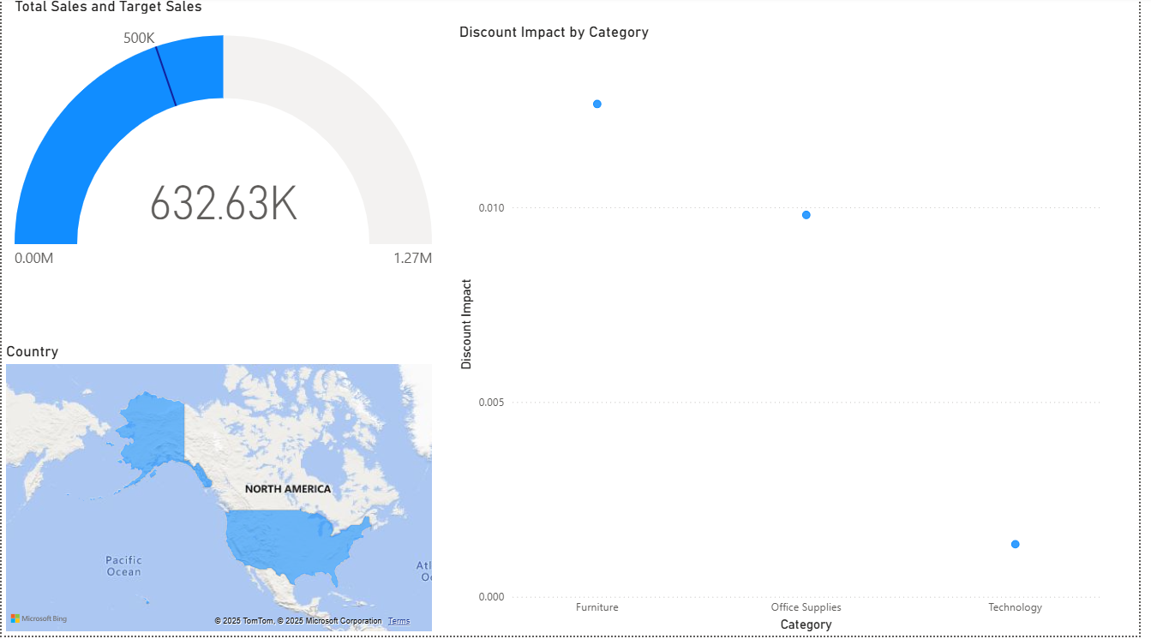 Total Sales and Target Sales
500K
632.63K
0.00M
1.27M
Country
NORTH AMERICA
Pacific
Ocean
Microsoft Bing
© 2025 TomTom, © 2025 Microsoft Corporation Terms
Discount Impact by Category
Discount Impact
0.010
0.005
0.000
Furniture
Office Supplies
Technology
Category